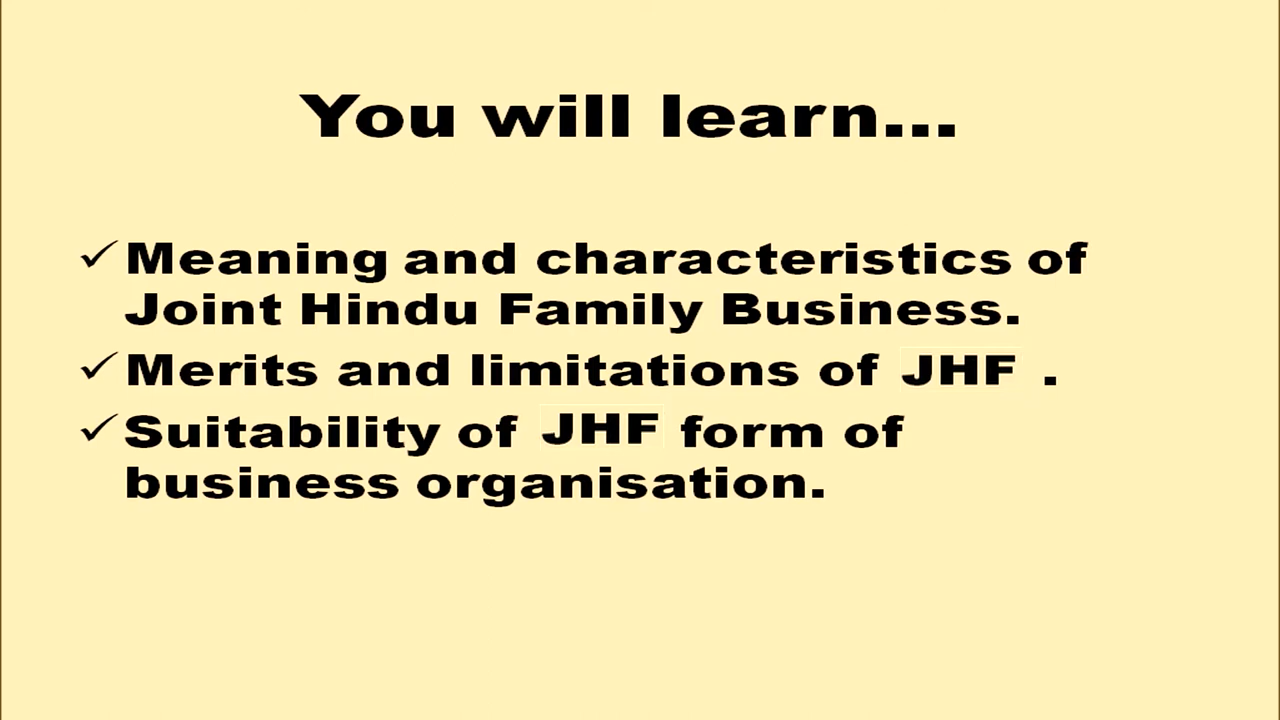 You will learn...
✓Meaning and characteristics of
Joint Hindu Family Business.
✓Merits and limitations of JHF .
✓Suitability of JHF form of
business organisation.